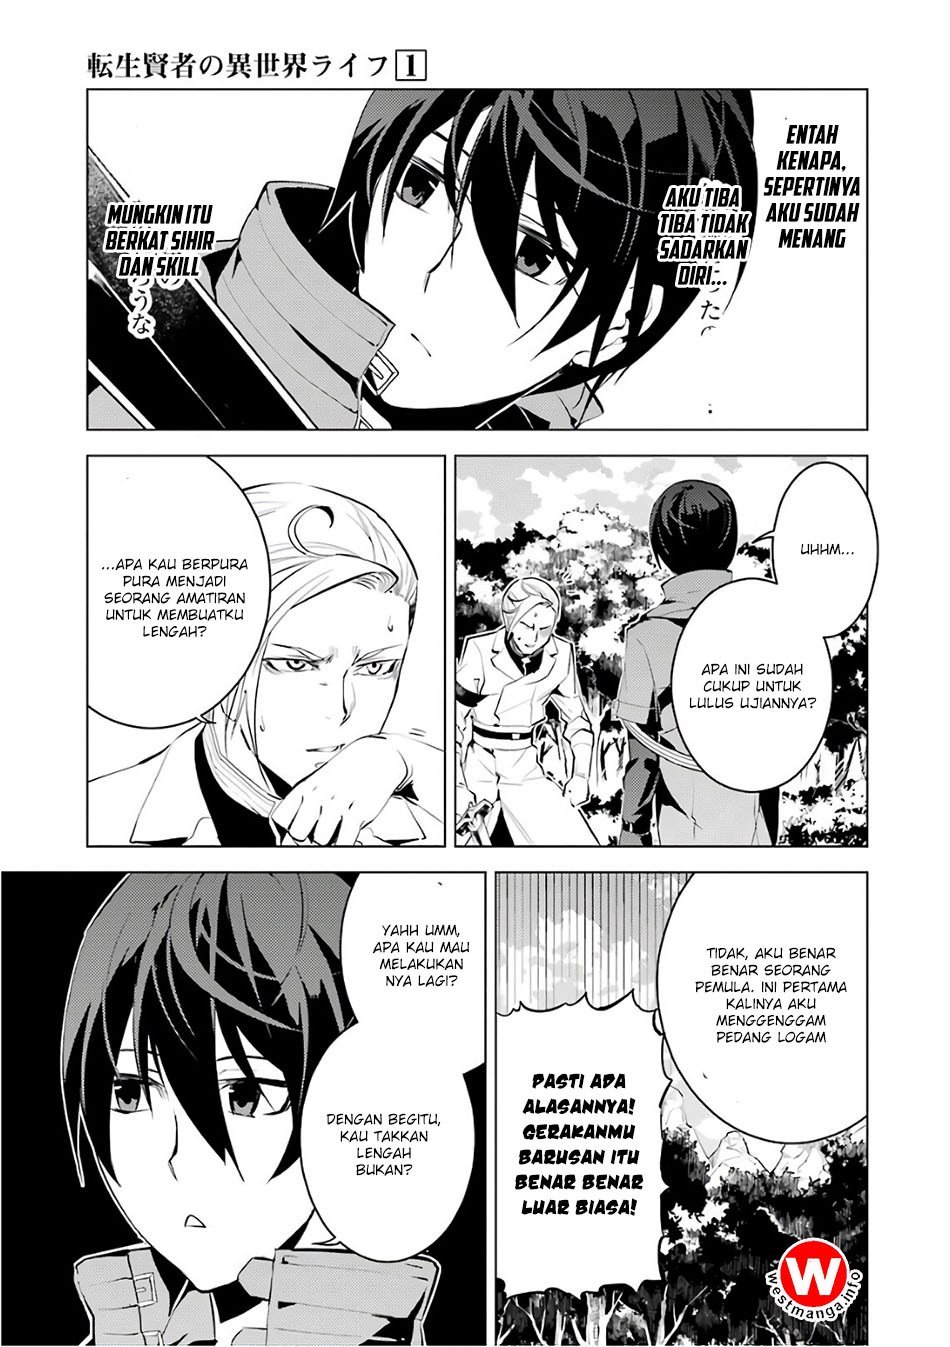 転生賢者の異世界ライフ 1
ENTAH
KENAPA,
SEPERTINYA
AKU SUDAH
MENANG
AKU TIBA
TIBA TIDAK
SADARKAN
DIRI...
MUNGKIN ITU
BERKAT SIHIR
DAN SKILL
UHHM...
APA INI SUDAH
CUKUP UNTUK
LULUS UJIANNYA?
...APA KAU BERPURA
PURA MENJADI
SEORANG AMATIRAN
UNTUK MEMBUATKU
LENGAH?
TIDAK, AKU BENAR
BENAR SEORANG
PEMULA. INI PERTAMA
KALINYA AKU
MENGGENGGAM
PEDANG LOGAM
PASTI ADA
ALASANNYA!
GERAKANMU
BARUSAN ITU
BENAR BENAR
LUAR BIASA!
YAHH UMM,
APA KAU MAU
MELAKUKAN
NYA LAGI?
DENGAN BEGITU,
KAU TAKKAN
LENGAH
BUKAN?
W
westmanga.info